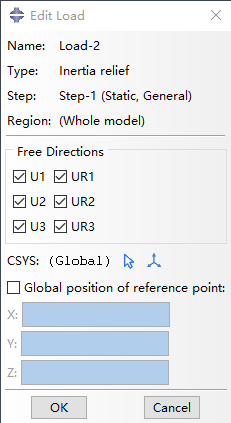 Edit Load
Name: Load-2
Type: Inertia relief
Step: Step-1 (Static, General)
Region: (Whole model)
Free Directions
U1 UR1
U2 UR2
U3 UR3
CSYS: (Global)
Global position of reference point:
X:
Y:
Z:
OK Cancel